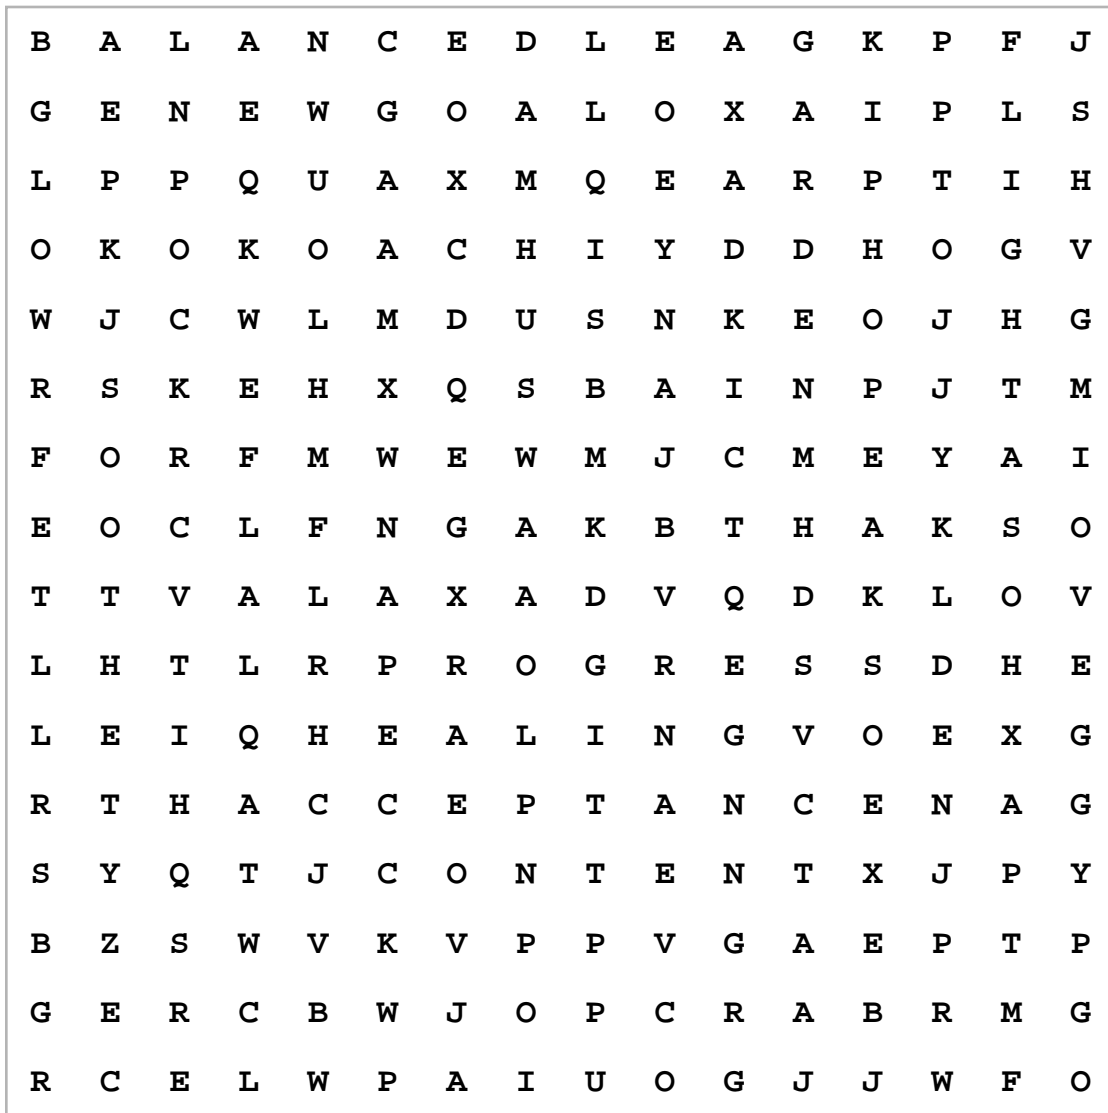 B A L A N C E D L E A G K P F J
G E N E W G O A L O X A I P L S
L P P Q U A X M Q E A R P T I H
O K O K O A C H I Y D D H O G V
W J C W L M D U S N K E O J H G
R S K E H X Q S B A I N P J T M
F O R F M W E W M J C M E Y A I
E O C L F N G A K B T H A K S O
T T V A L A X A D V Q D K L O V
L H T L R P R O G R E S S D H E
L E I Q H E A L I N G V O E X G
R T H A C C E P T A N C E N A G
S Y Q T J C O N T E N T X J P Y
B Z S W V K V P P V G A E P T P
G E R C B W J O P C R A B R M G
R C E L W P A I U O G J J W F O